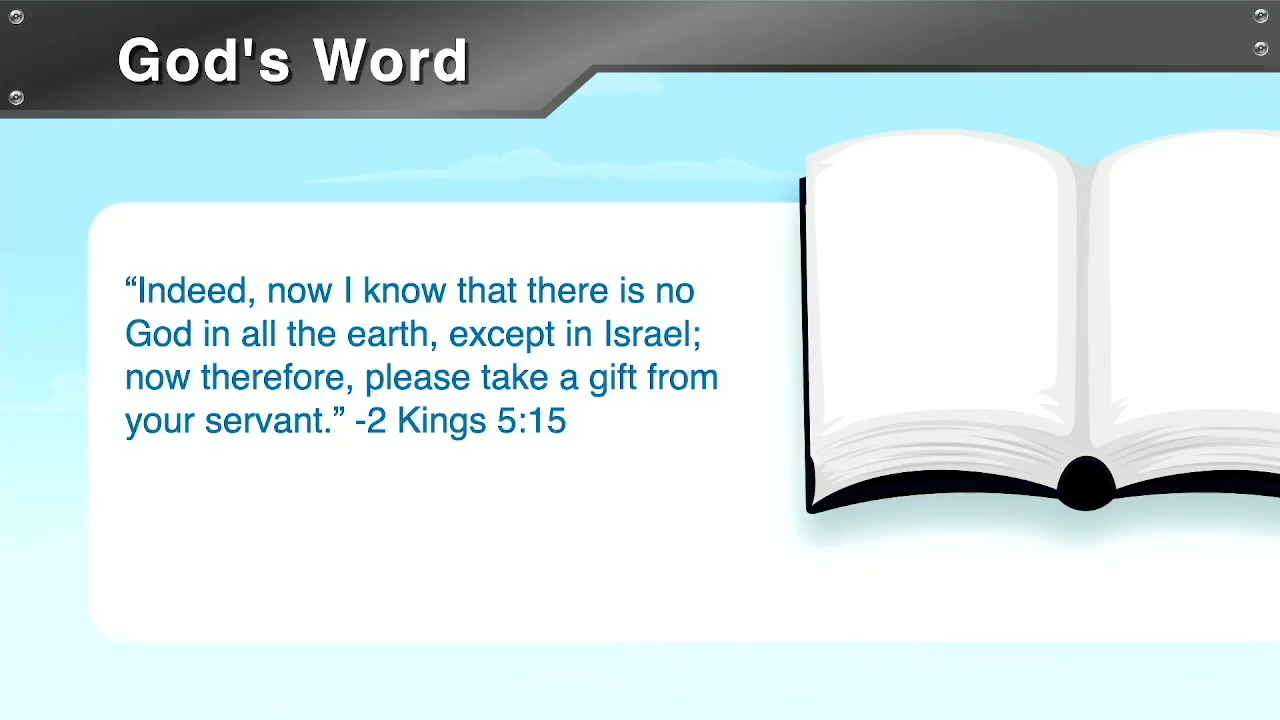 God's Word
“Indeed, now I know that there is no
God in all the earth, except in Israel;
now therefore, please take a gift from
your servant.” -2 Kings 5:15